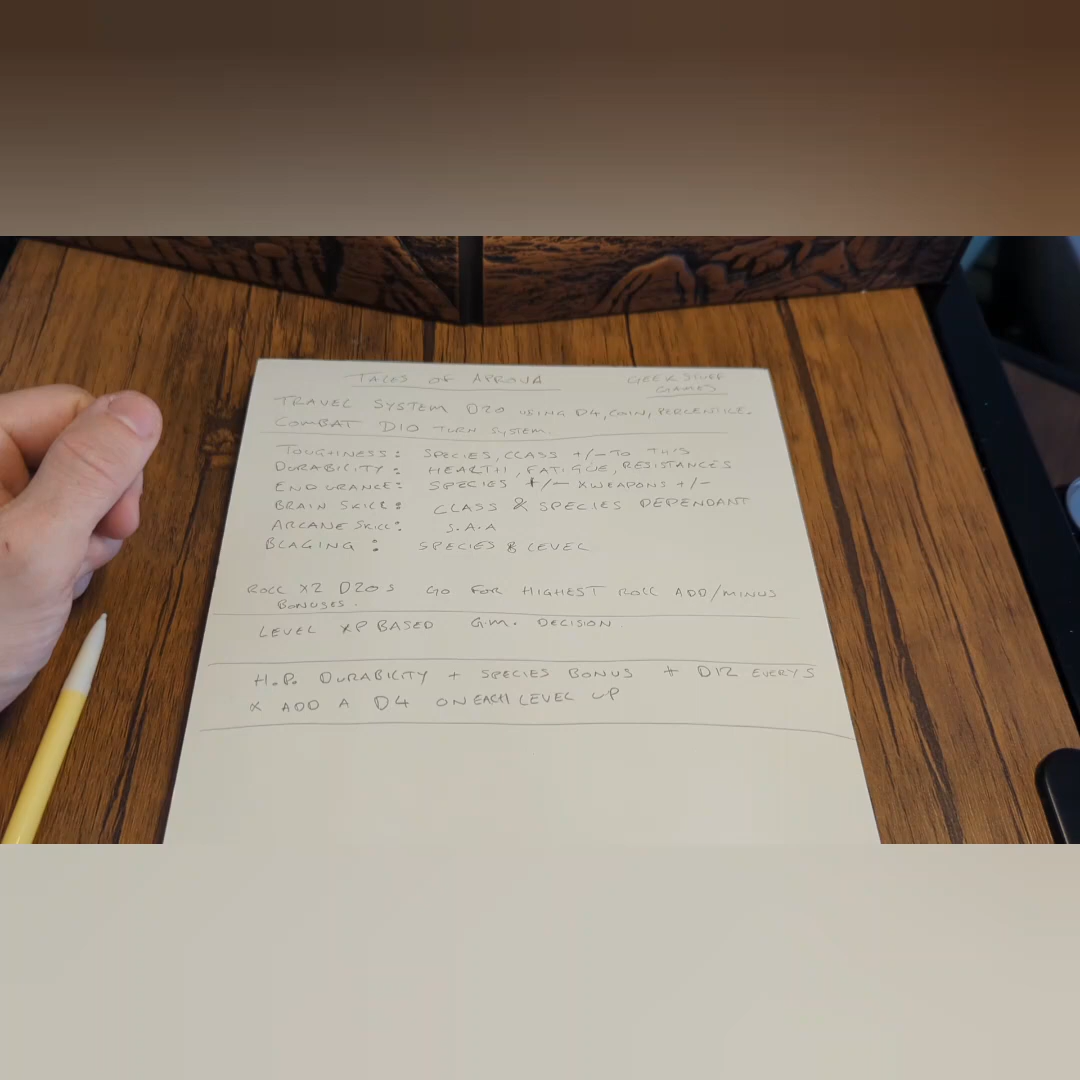 TALES OF APROVA
GEEK STUFF
GAMES
TRAVEL SYSTEM D20 USING D4, COIN, PERCENTILE.
COMBAT D10 TURN SYSTEM.
TOUGHNESS: SPECIES, CLASS +/- TO THIS
DURABILITY: HEALTH, FATIGUE, RESISTANCES
ENDURANCE: SPECIES +/- & WEAPONS +/-
BRAIN SKILL: CLASS & SPECIES DEPENDANT
ARCANE SKILL: S.A.A
BLAGING: SPECIES & LEVEL
ROLL X2 D20S GO FOR HIGHEST ROLL ADD/MINUS
BONUSES.
LEVEL XP BASED G.M. DECISION.
H.P. DURABILITY + SPECIES BONUS + D12 EVERY 5
& ADD A D4 ON EACH LEVEL UP